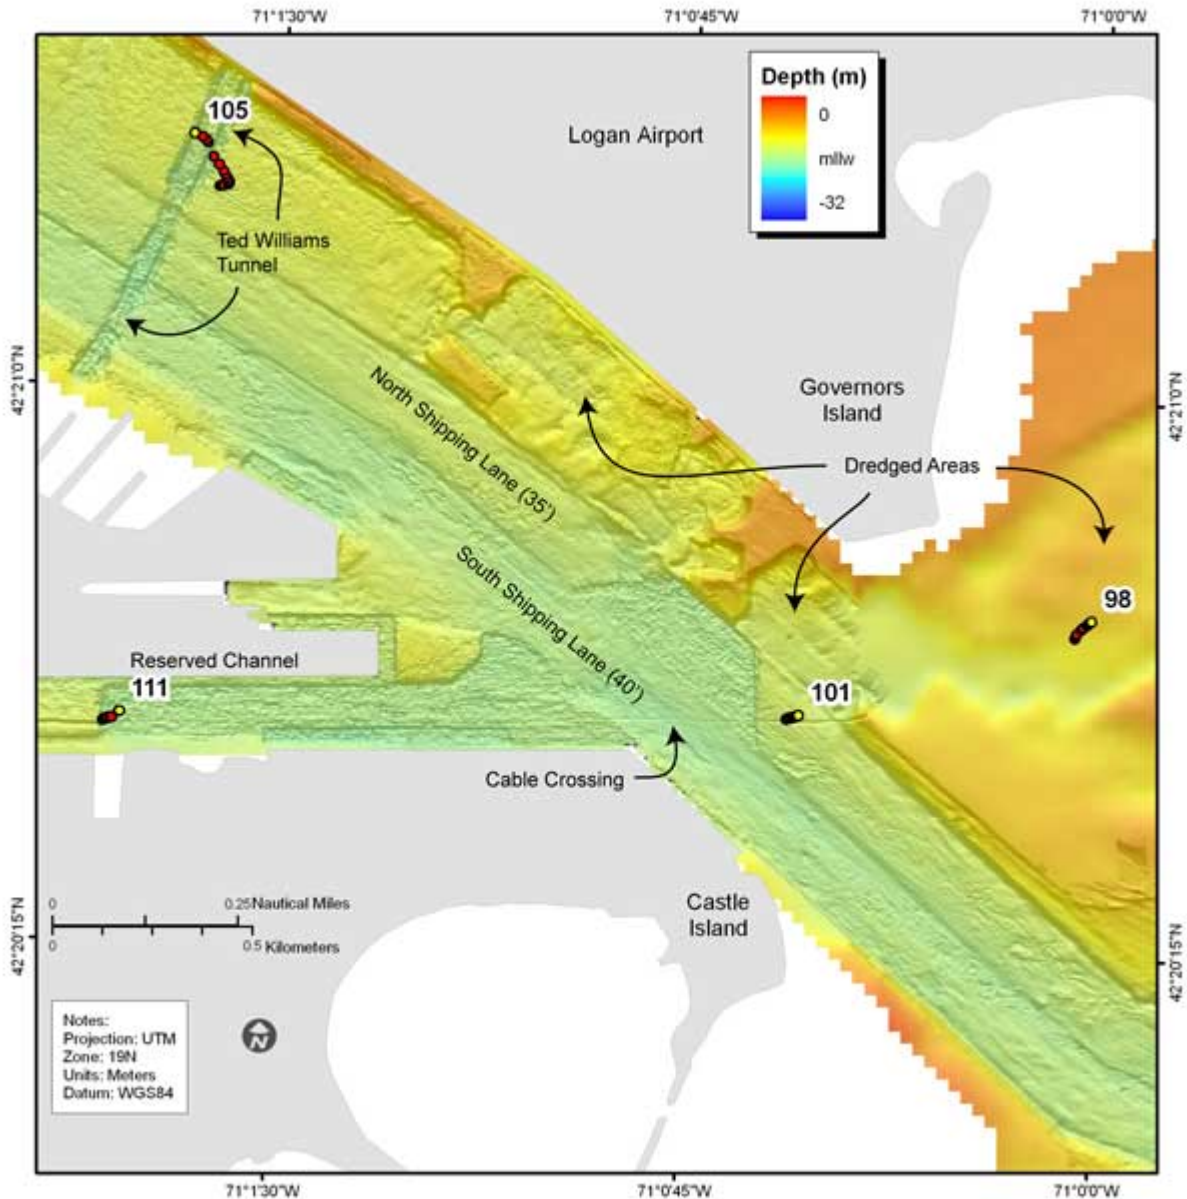 71°1'30"W
71°0'45"W
71°0'0"W
105
Depth (m)
0
mllw
-32
Logan Airport
Ted Williams
Tunnel
42°21'0"N
42°21'0"N
North Shipping Lane (35')
Governors
Island
Dredged Areas
South Shipping Lane (40')
98
Reserved Channel
111
101
Cable Crossing
Castle
Island
0
0.25 Nautical Miles
0
0.5 Kilometers
42°20'15"N
42°20'15"N
Notes:
Projection: UTM
Zone: 19N
Units: Meters
Datum: WGS84
N
71°1'30"W
71°0'45"W
71°0'0"W